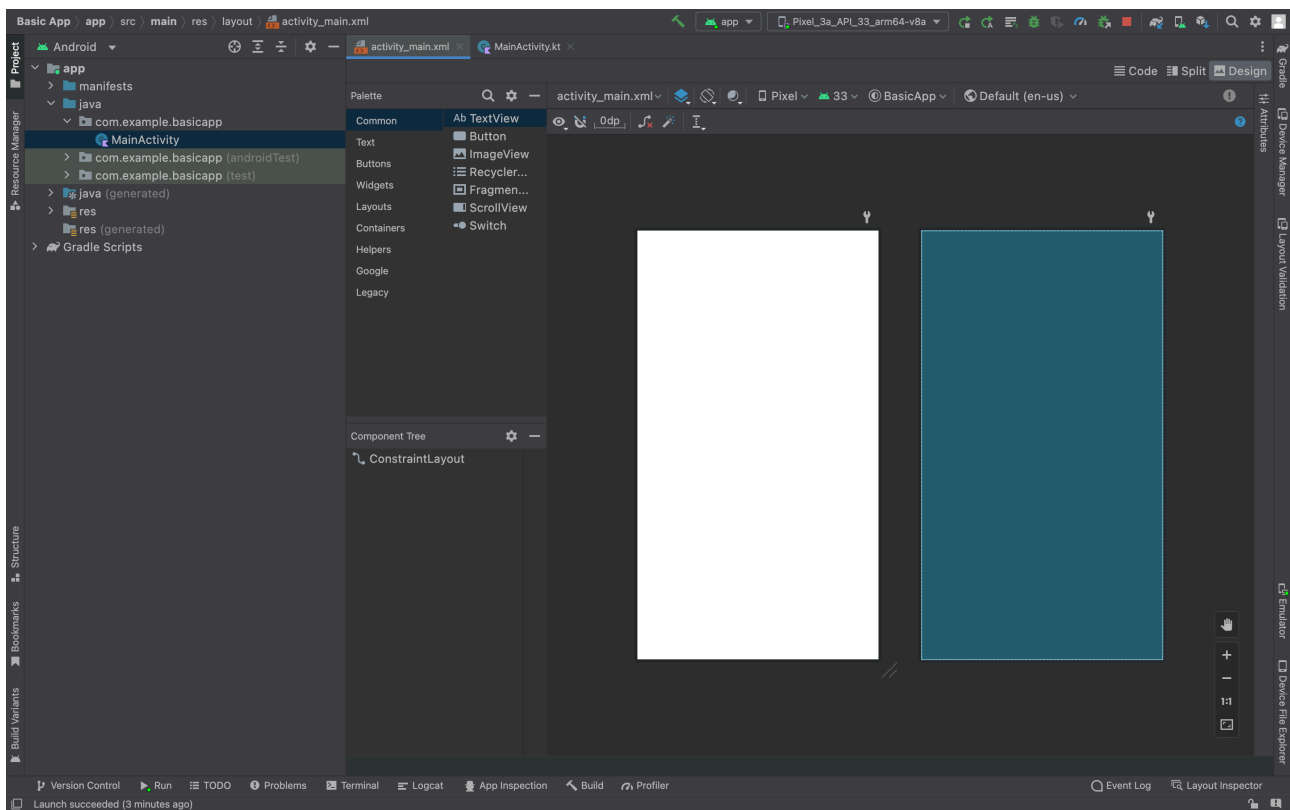 Basic App app src main res layout activity_main.xml
app Pixel_3a_API_33_arm64-v8a
Project
Android
activity_main.xml MainActivity.kt
Code Split Design
Gradle
app
manifests
java
com.example.basicapp
MainActivity
com.example.basicapp (androidTest)
com.example.basicapp (test)
java (generated)
res
res (generated)
Gradle Scripts
Resource Manager
Palette
activity_main.xml Pixel 33 BasicApp Default (en-us)
0dp
Common
Text
Buttons
Widgets
Layouts
Containers
Helpers
Google
Legacy
Ab TextView
Button
ImageView
Recycler...
Fragmen...
ScrollView
Switch
Attributes
Device Manager
Layout Validation
Component Tree
ConstraintLayout
1:1
Structure
Bookmarks
Build Variants
Emulator
Device File Explorer
Version Control Run TODO Problems Terminal Logcat App Inspection Build Profiler Event Log Layout Inspector
Launch succeeded (3 minutes ago)